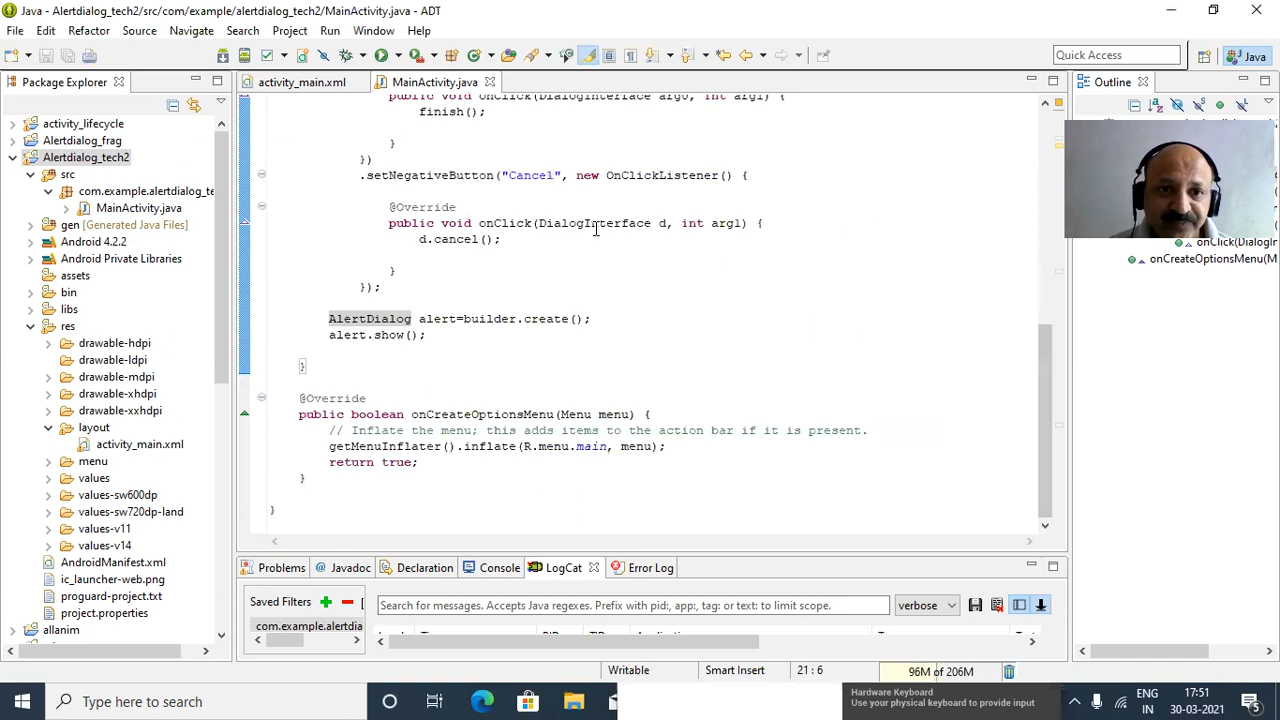 Java - Alertdialog_tech2/src/com/example/alertdialog_tech2/MainActivity.java - ADT
File Edit Refactor Source Navigate Search Project Run Window Help
Quick Access
Java
Package Explorer
activity_main.xml
MainActivity.java
Outline
activity_lifecycle
Alertdialog_frag
Alertdialog_tech2
src
com.example.alertdialog_te
MainActivity.java
gen [Generated Java Files]
Android 4.2.2
Android Private Libraries
assets
bin
libs
res
drawable-hdpi
drawable-ldpi
drawable-mdpi
drawable-xhdpi
drawable-xxhdpi
layout
activity_main.xml
menu
values
values-sw600dp
values-sw720dp-land
values-v11
values-v14
AndroidManifest.xml
ic_launcher-web.png
proguard-project.txt
project.properties
allanim
public void onClick(DialogInterface arg0, int arg1) {
finish();
}
})
.setNegativeButton("Cancel", new OnClickListener() {
@Override
public void onClick(DialogInterface d, int arg1) {
d.cancel();
}
});
AlertDialog alert=builder.create();
alert.show();
}
@Override
public boolean onCreateOptionsMenu(Menu menu) {
// Inflate the menu; this adds items to the action bar if it is present.
getMenuInflater().inflate(R.menu.main, menu);
return true;
}
}
onClick(DialogIn
onCreateOptionsMenu(M
Problems Javadoc Declaration Console LogCat Error Log
Saved Filters
com.example.alertdia
Search for messages. Accepts Java regexes. Prefix with pid:, app:, tag: or text: to limit scope.
verbose
Writable Smart Insert 21 : 6 96M of 206M
Type here to search
Hardware Keyboard
Use your physical keyboard to provide input
ENG
IN
17:51
30-03-2021
5